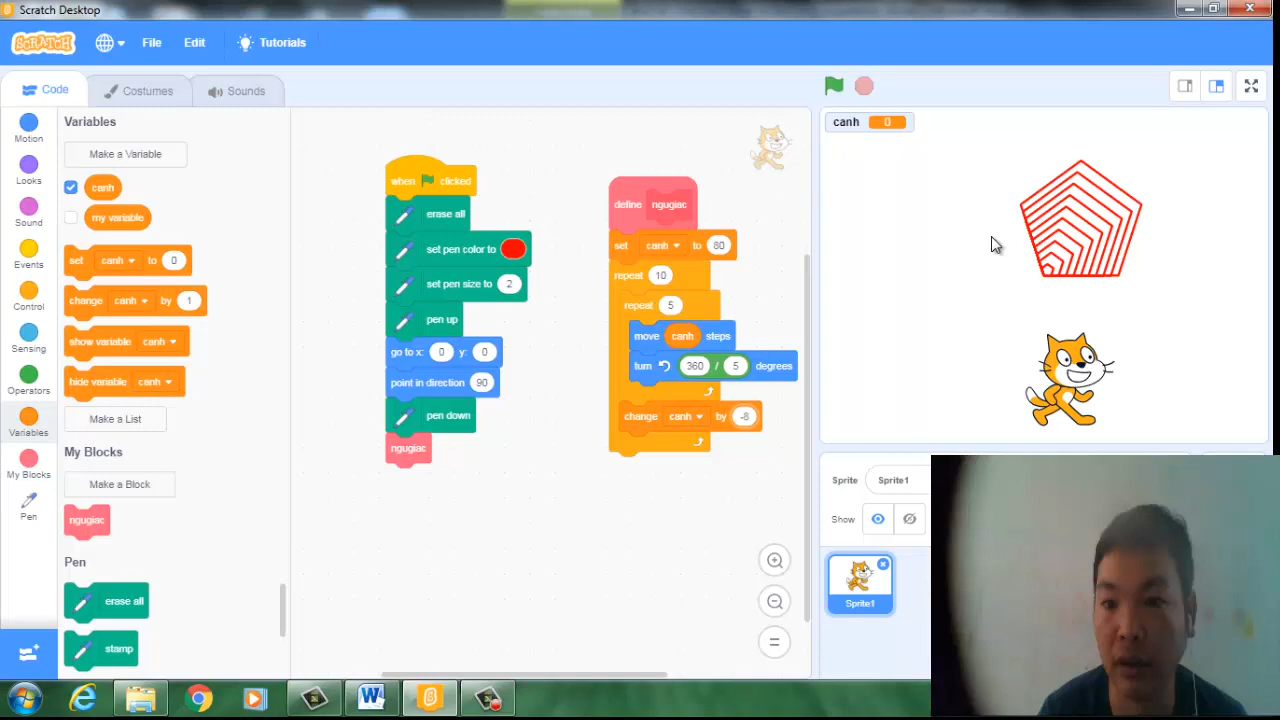 Scratch Desktop
SCRATCH
File
Edit
Tutorials
Code
Costumes
Sounds
Motion
Looks
Sound
Events
Control
Sensing
Operators
Variables
My Blocks
Pen
Variables
Make a Variable
canh
my variable
set canh to 0
change canh by 1
show variable canh
hide variable canh
Make a List
My Blocks
Make a Block
ngugiac
Pen
erase all
stamp
when clicked
erase all
set pen color to
set pen size to 2
pen up
go to x: 0 y: 0
point in direction 90
pen down
ngugiac
define ngugiac
set canh to 80
repeat 10
repeat 5
move canh steps
turn 360 / 5 degrees
change canh by -8
canh 0
Sprite Sprite1
Show
Sprite1